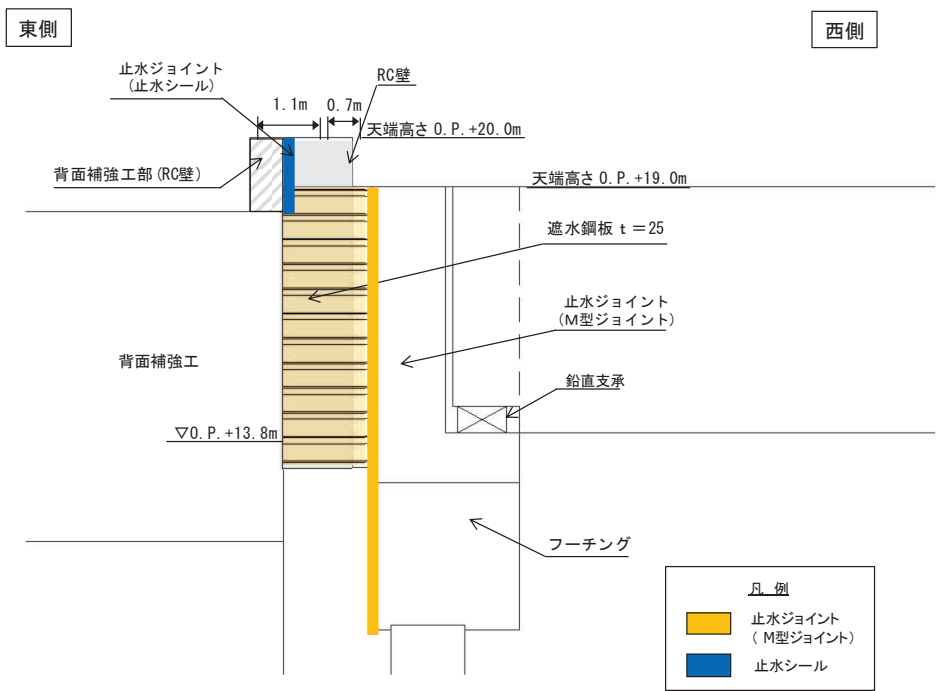 東側
西側
止水ジョイント
(止水シール)
RC壁
1.1m
0.7m
天端高さ O.P.+20.0m
背面補強工部(RC壁)
天端高さ O.P.+19.0m
遮水鋼板 t=25
止水ジョイント
(M型ジョイント)
背面補強工
鉛直支承
▽O.P.+13.8m
フーチング
凡 例
止水ジョイント
( M型ジョイント)
止水シール